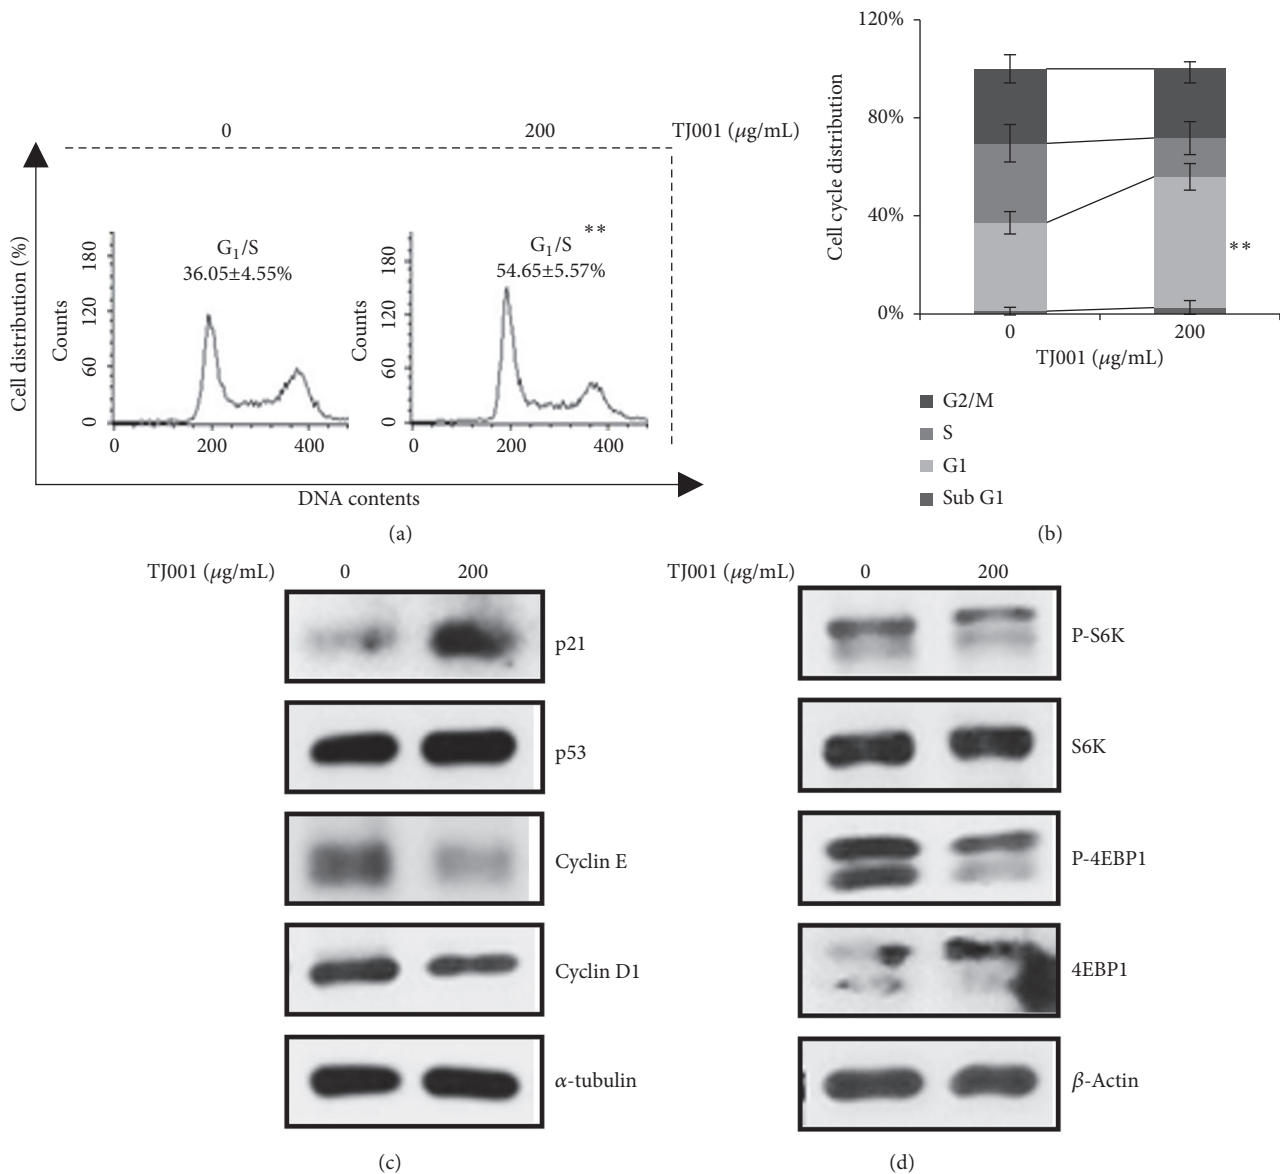 0 200 TJ001 (μg/mL)
Cell distribution (%)
Counts
180
120
60
0
G1/S
36.05±4.55%
0 200 400
Counts
180
120
60
0
G1/S **
54.65±5.57%
0 200 400
DNA contents
(a)
Cell cycle distribution
120%
80%
40%
0%
**
0 200
TJ001 (μg/mL)
G2/M
S
G1
Sub G1
(b)
TJ001 (μg/mL) 0 200
p21
p53
Cyclin E
Cyclin D1
α-tubulin
(c)
TJ001 (μg/mL) 0 200
P-S6K
S6K
P-4EBP1
4EBP1
β-Actin
(d)